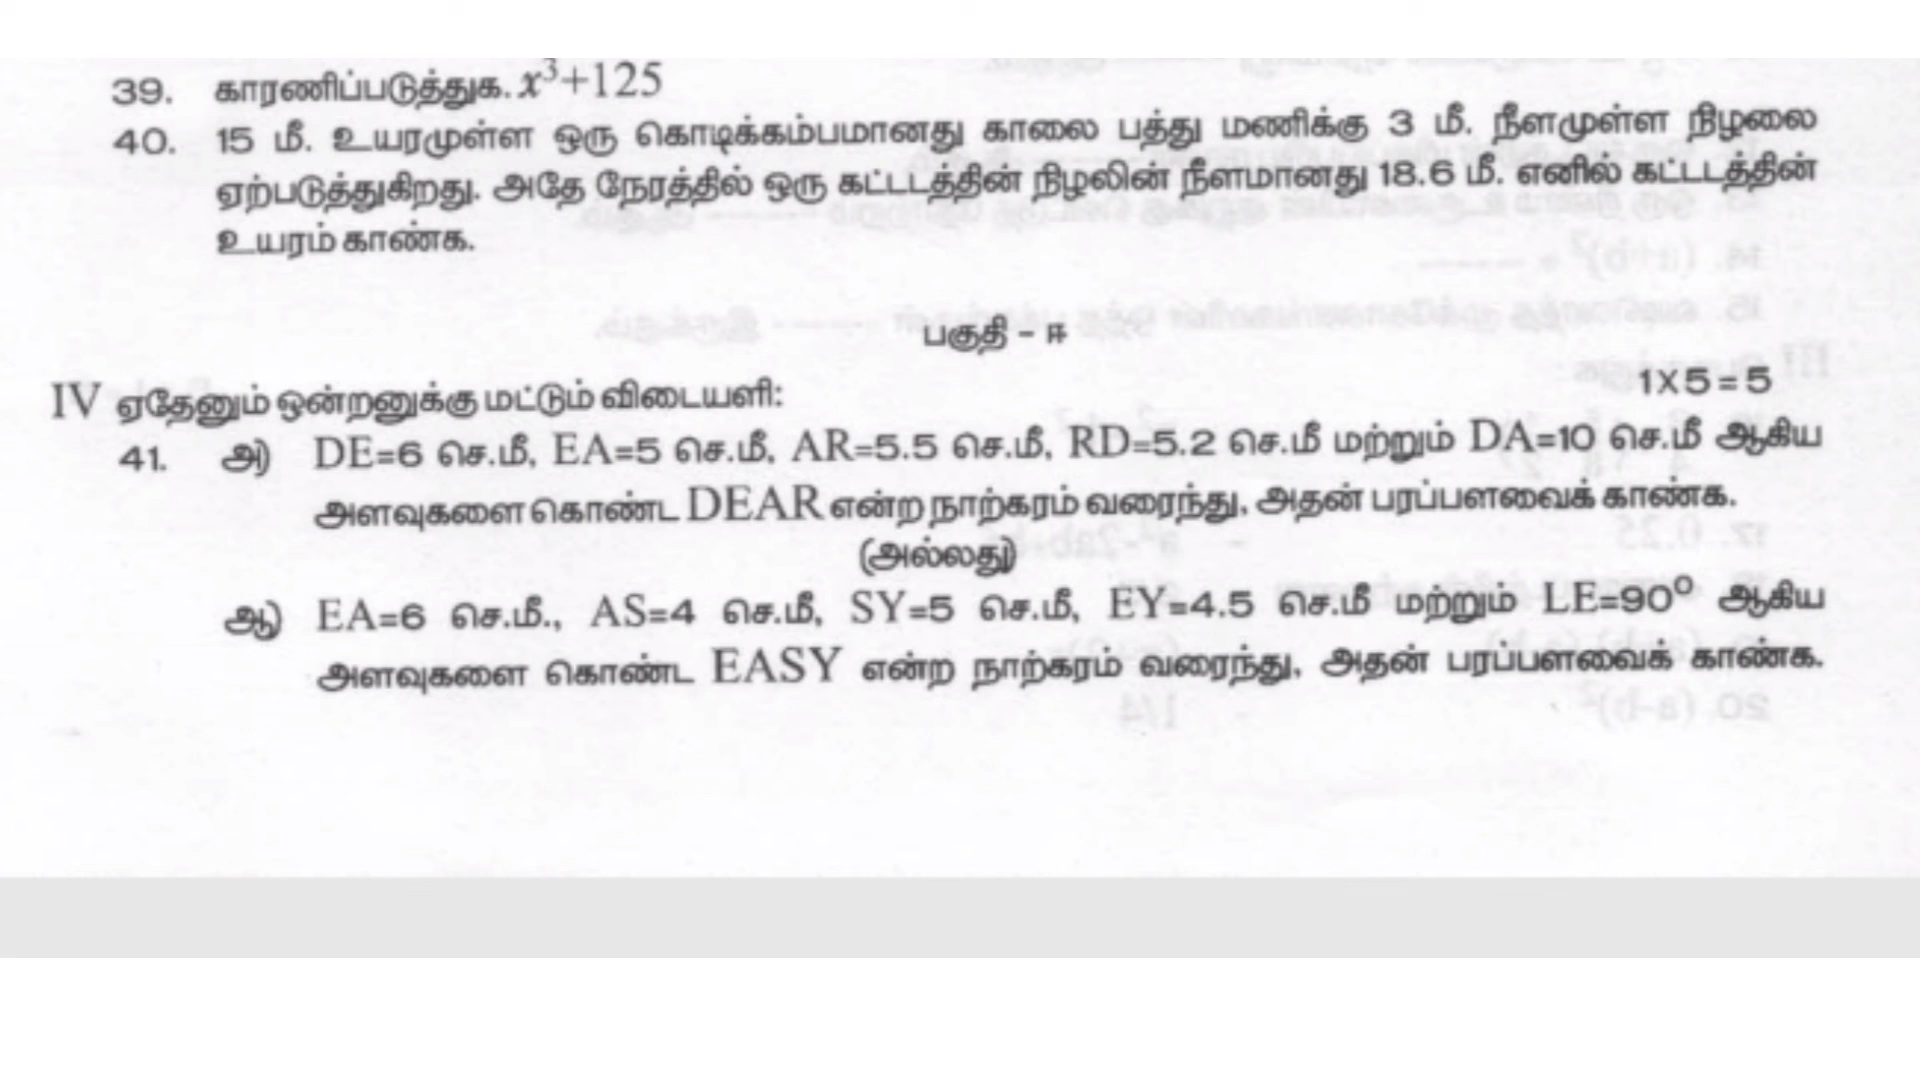 39. காரணிப்படுத்துக. x³+125
40. 15 மீ. உயரமுள்ள ஒரு கொடிக்கம்பமானது காலை பத்து மணிக்கு 3 மீ. நீளமுள்ள நிழலை
ஏற்படுத்துகிறது. அதே நேரத்தில் ஒரு கட்டடத்தின் நிழலின் நீளமானது 18.6 மீ. எனில் கட்டடத்தின்
உயரம் காண்க.
பகுதி - ஈ
IV ஏதேனும் ஒன்றனுக்கு மட்டும் விடையளி: 1X5=5
41. அ) DE=6 செ.மீ, EA=5 செ.மீ, AR=5.5 செ.மீ, RD=5.2 செ.மீ மற்றும் DA=10 செ.மீ ஆகிய
அளவுகளை கொண்ட DEAR என்ற நாற்கரம் வரைந்து, அதன் பரப்பளவைக் காண்க.
(அல்லது)
ஆ) EA=6 செ.மீ., AS=4 செ.மீ, SY=5 செ.மீ, EY=4.5 செ.மீ மற்றும் LE=90⁰ ஆகிய
அளவுகளை கொண்ட EASY என்ற நாற்கரம் வரைந்து, அதன் பரப்பளவைக் காண்க.